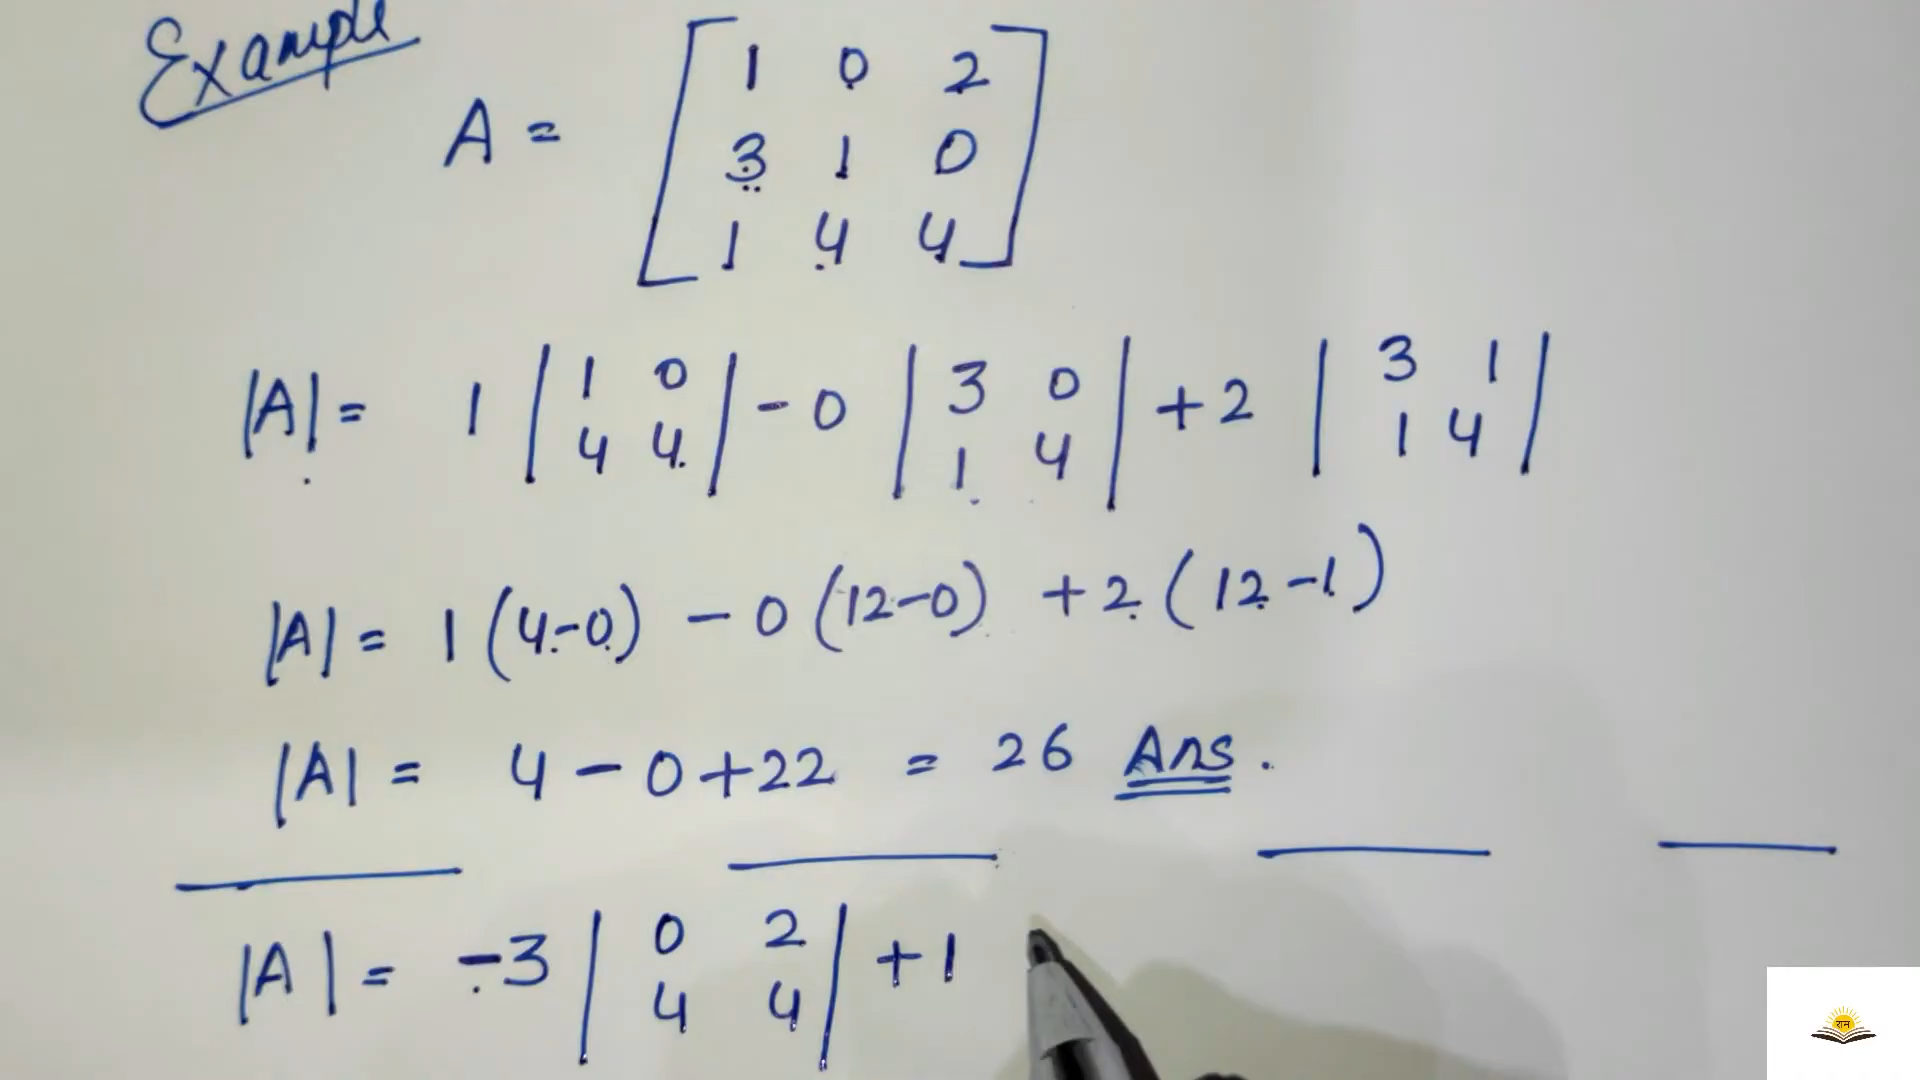 Example
A = [ 1 0 2
3 1 0
1 4 4 ]
|A| = 1 | 1 0 | - 0 | 3 0 | + 2 | 3 1 |
4 4 1 4 1 4
|A| = 1 (4-0) - 0 (12-0) + 2 (12-1)
|A| = 4 - 0 + 22 = 26 Ans.
|A| = -3 | 0 2 | + 1
4 4
राम